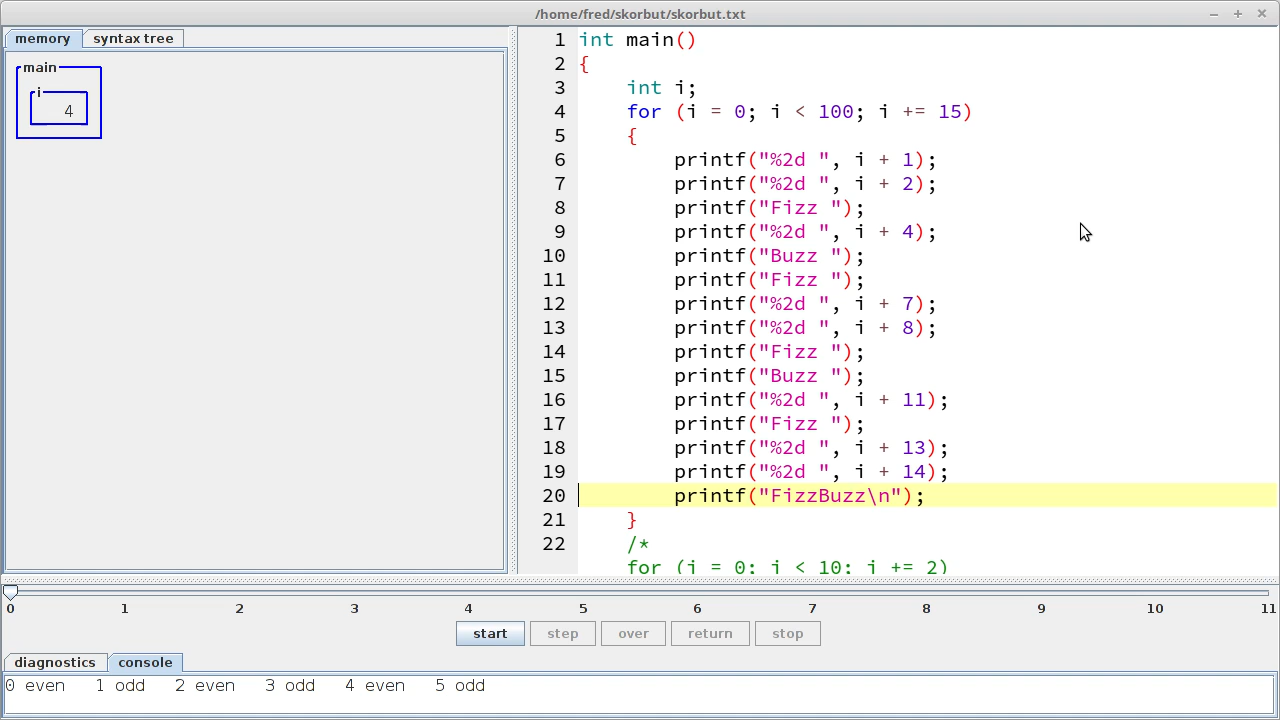 /home/fred/skorbut/skorbut.txt
memory syntax tree
main
i
4
1 int main()
2 {
3 int i;
4 for (i = 0; i < 100; i += 15)
5 {
6 printf("%2d ", i + 1);
7 printf("%2d ", i + 2);
8 printf("Fizz ");
9 printf("%2d ", i + 4);
10 printf("Buzz ");
11 printf("Fizz ");
12 printf("%2d ", i + 7);
13 printf("%2d ", i + 8);
14 printf("Fizz ");
15 printf("Buzz ");
16 printf("%2d ", i + 11);
17 printf("Fizz ");
18 printf("%2d ", i + 13);
19 printf("%2d ", i + 14);
20 printf("FizzBuzz\n");
21 }
22 /*
for (i = 0; i < 10; i += 2)
0 1 2 3 4 5 6 7 8 9 10 11
start step over return stop
diagnostics console
0 even 1 odd 2 even 3 odd 4 even 5 odd